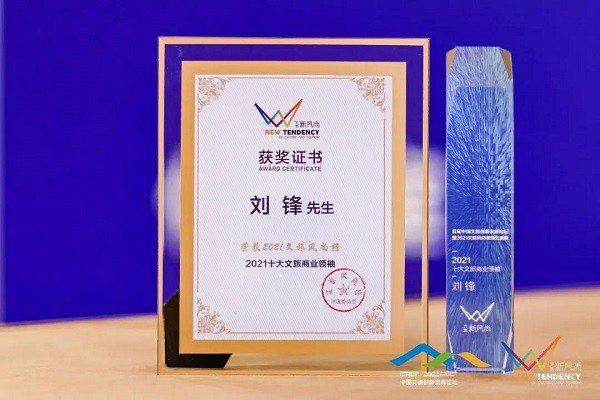 文旅新风尚
NEW TENDENCY
OF CULTURE AND TOURISM
获奖证书
AWARD CERTIFICATE
刘 锋 先生
荣获2021文旅风尚榜
2021十大文旅商业领袖
文旅风尚榜
评选委员会
2021
十大文旅商业领袖
刘 锋
文旅新风尚
CTIDF 2022
中国文旅创新发展论坛
文旅新风尚
TENDENCY
OF CULTURE AND TOURISM